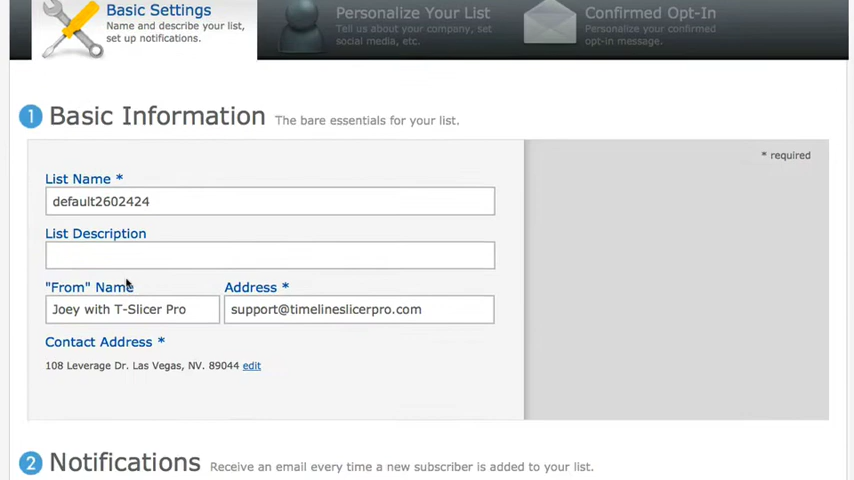 Basic Settings
Name and describe your list,
set up notifications.
Personalize Your List
Tell us about your company, set
social media, etc.
Confirmed Opt-In
Personalize your confirmed
opt-in message.
1 Basic Information The bare essentials for your list.
* required
List Name *
default2602424
List Description
"From" Name Address *
Joey with T-Slicer Pro support@timelineslicerpro.com
Contact Address *
108 Leverage Dr. Las Vegas, NV. 89044 edit
2 Notifications Receive an email every time a new subscriber is added to your list.